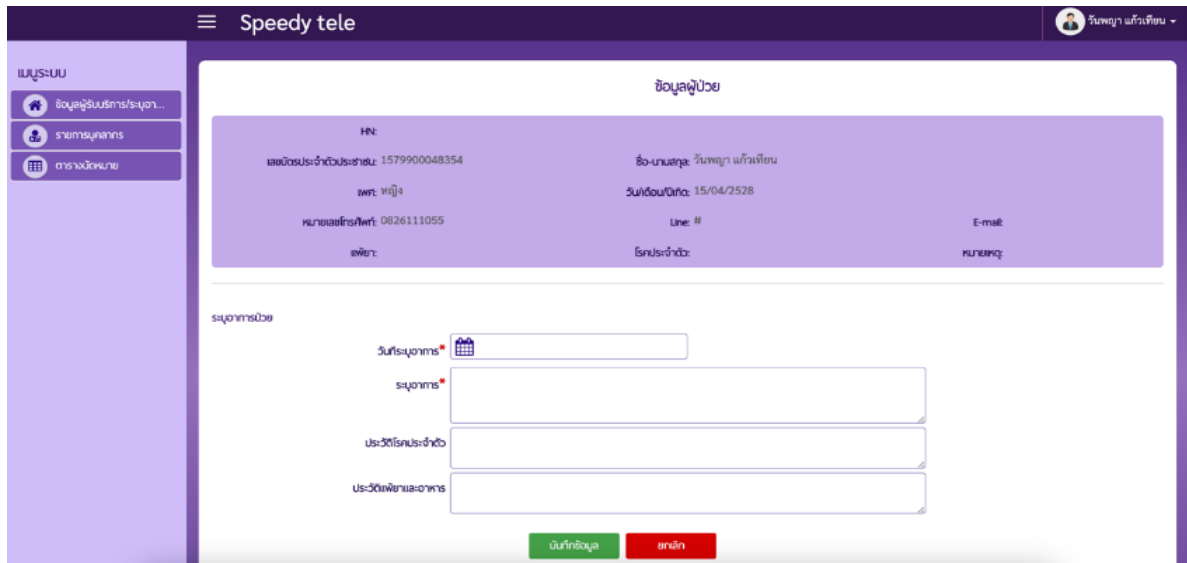 Speedy tele
วันพญา แก้วเทียน
เมนูระบบ
ข้อมูลผู้รับบริการ/ระบุอา...
รายการบุคลากร
ตารางนัดหมาย
ข้อมูลผู้ป่วย
HN:
เลขบัตรประจำตัวประชาชน: 1579900048354 ชื่อ-นามสกุล: วันพญา แก้วเทียน
เพศ: หญิง วัน/เดือน/ปีเกิด: 15/04/2528
หมายเลขโทรศัพท์: 0826111055 Line: # E-mail:
แพ้ยา: โรคประจำตัว: หมายเหตุ:
ระบุอาการป่วย
วันที่ระบุอาการ*
ระบุอาการ*
ประวัติโรคประจำตัว
ประวัติแพ้ยาและอาหาร
บันทึกข้อมูล ยกเลิก